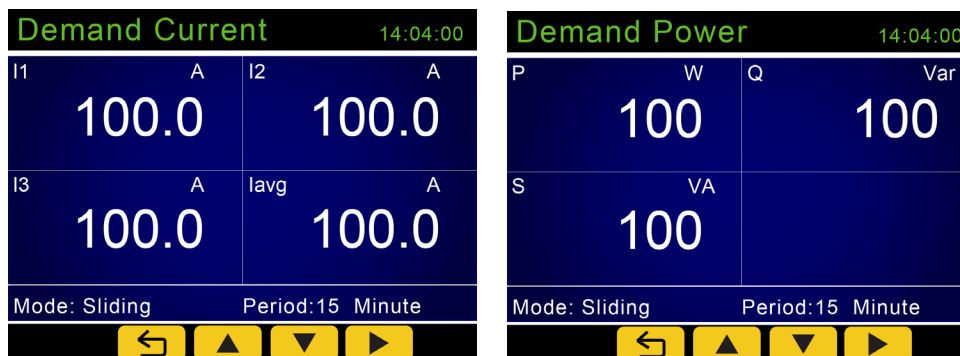 Demand Current 14:04:00
I1 A I2 A
100.0 100.0
I3 A Iavg A
100.0 100.0
Mode: Sliding Period:15 Minute
Demand Power 14:04:00
P W Q Var
100 100
S VA
100
Mode: Sliding Period:15 Minute